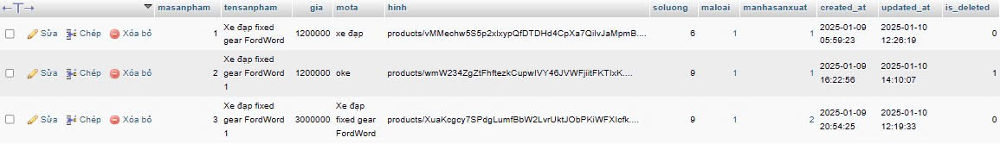 ←T→ masanpham tensanpham gia mota hinh soluong maloai manhasanxuat created_at updated_at is_deleted
Sửa Chép Xóa bỏ 1 Xe đạp fixed gear FordWord 1200000 xe đạp products/vMMechw5S5p2xlxypQfDTDHd4CpXa7QilvJaMpmB.... 6 1 1 2025-01-09 05:59:23 2025-01-10 12:26:19 0
Sửa Chép Xóa bỏ 2 Xe đạp fixed gear FordWord 1 1200000 oke products/wmW234ZgZtFhftezkCupwIVY46JVWFjiitFKTIxK.... 9 1 1 2025-01-09 16:22:56 2025-01-10 14:10:07 1
Sửa Chép Xóa bỏ 3 Xe đạp fixed gear FordWord 1 3000000 Xe đạp fixed gear FordWord products/XuaKcgcy7SPdgLumfBbW2LvrUktJObPKiWFXIcfk.... 9 1 2 2025-01-09 20:54:25 2025-01-10 12:19:33 0